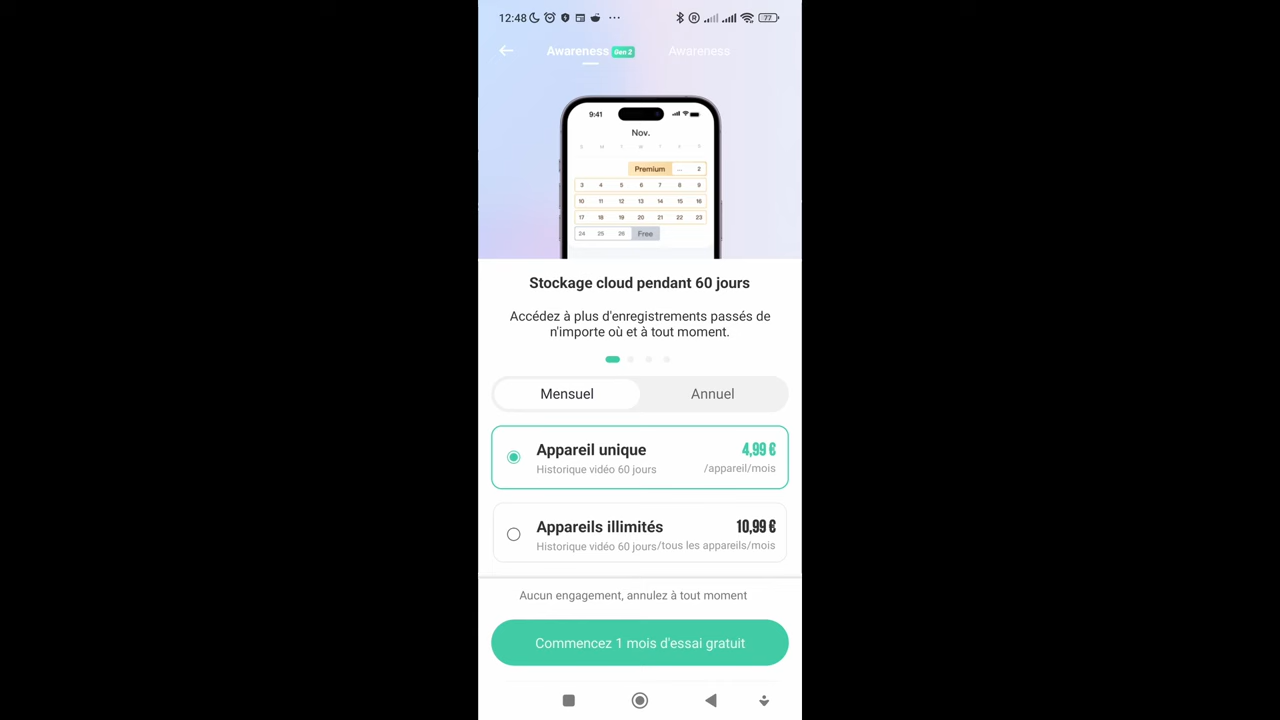 12:48 ... 77
Awareness Gen 2 Awareness
9:41
Nov.
S M T W T F S
Premium ... 2
3 4 5 6 7 8 9
10 11 12 13 14 15 16
17 18 19 20 21 22 23
24 25 26 Free
Stockage cloud pendant 60 jours
Accédez à plus d'enregistrements passés de
n'importe où et à tout moment.
Mensuel Annuel
Appareil unique 4,99 €
Historique vidéo 60 jours /appareil/mois
Appareils illimités 10,99 €
Historique vidéo 60 jours/tous les appareils/mois
Aucun engagement, annulez à tout moment
Commencez 1 mois d'essai gratuit